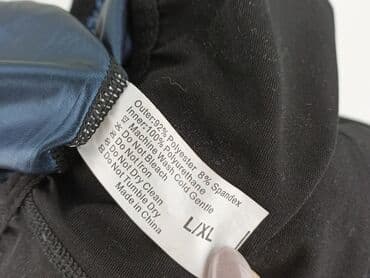 Outer:92% Polyester 8% Spandex
Inner:100% Polyurethane
Machine Wash Cold Gentle
Do Not Bleach
Do Not Iron
Do Not Dry Clean
Do Not Tumble Dry
Made in China
L/XL